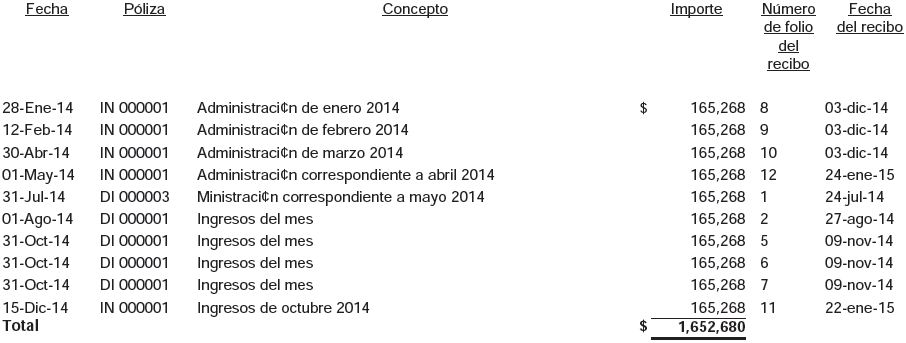 Fecha Póliza Concepto Importe Número Fecha
de folio del recibo
del
recibo
28-Ene-14 IN 000001 Administraci¢n de enero 2014 $ 165,268 8 03-dic-14
12-Feb-14 IN 000001 Administraci¢n de febrero 2014 165,268 9 03-dic-14
30-Abr-14 IN 000001 Administraci¢n de marzo 2014 165,268 10 03-dic-14
01-May-14 IN 000001 Administraci¢n correspondiente a abril 2014 165,268 12 24-ene-15
31-Jul-14 DI 000003 Ministraci¢n correspondiente a mayo 2014 165,268 1 24-jul-14
01-Ago-14 DI 000001 Ingresos del mes 165,268 2 27-ago-14
31-Oct-14 DI 000001 Ingresos del mes 165,268 5 09-nov-14
31-Oct-14 DI 000001 Ingresos del mes 165,268 6 09-nov-14
31-Oct-14 DI 000001 Ingresos del mes 165,268 7 09-nov-14
15-Dic-14 IN 000001 Ingresos de octubre 2014 165,268 11 22-ene-15
Total $ 1,652,680